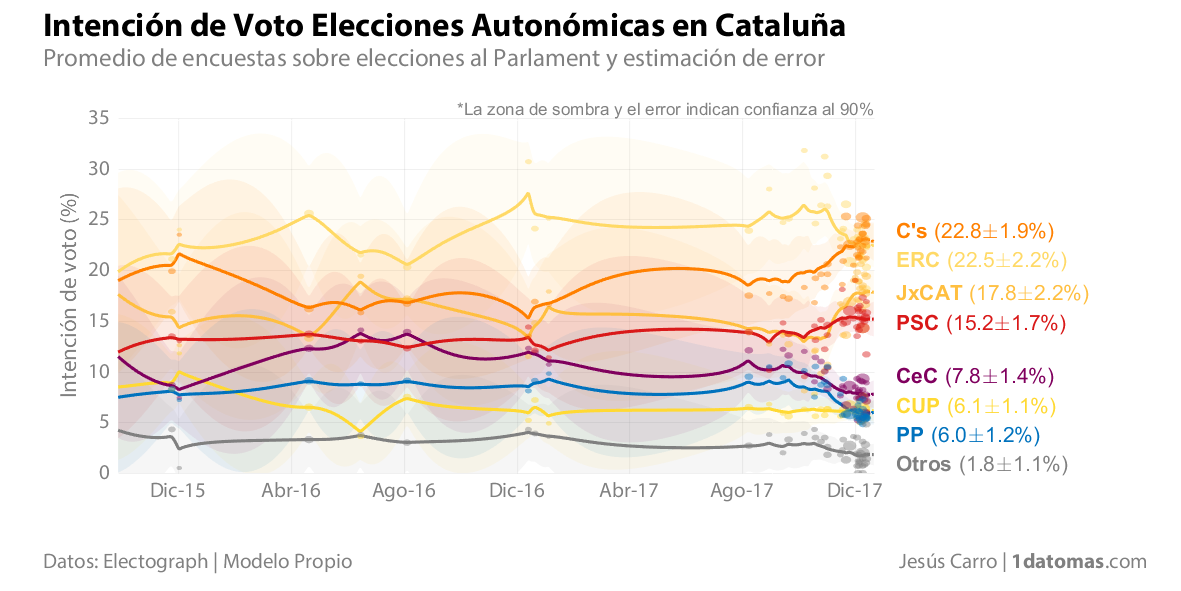 Intención de Voto Elecciones Autonómicas en Cataluña
Promedio de encuestas sobre elecciones al Parlament y estimación de error
*La zona de sombra y el error indican confianza al 90%
Intención de voto (%)
35
30
25
20
15
10
5
0
Dic-15 Abr-16 Ago-16 Dic-16 Abr-17 Ago-17 Dic-17
C's (22.8±1.9%)
ERC (22.5±2.2%)
JxCAT (17.8±2.2%)
PSC (15.2±1.7%)
CeC (7.8±1.4%)
CUP (6.1±1.1%)
PP (6.0±1.2%)
Otros (1.8±1.1%)
Datos: Electograph | Modelo Propio
Jesús Carro | 1datomas.com